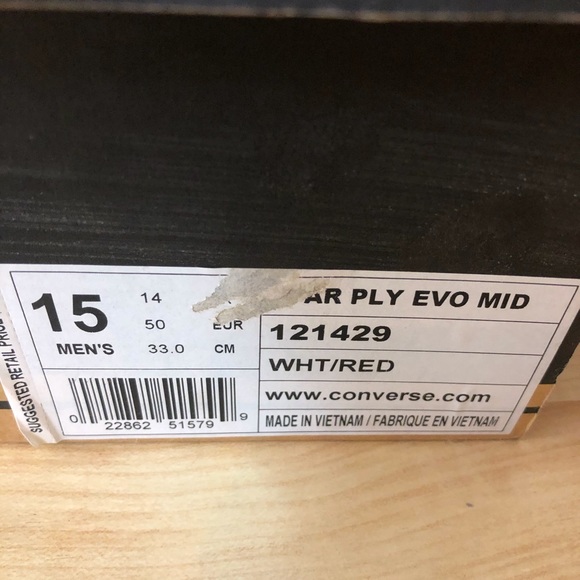 15
MEN'S
14
50 EUR
33.0 CM
PLY EVO MID
121429
WHT/RED
www.converse.com
MADE IN VIETNAM / FABRIQUE EN VIETNAM
0 22862 51579 9
SUGGESTED RETAIL PRICE